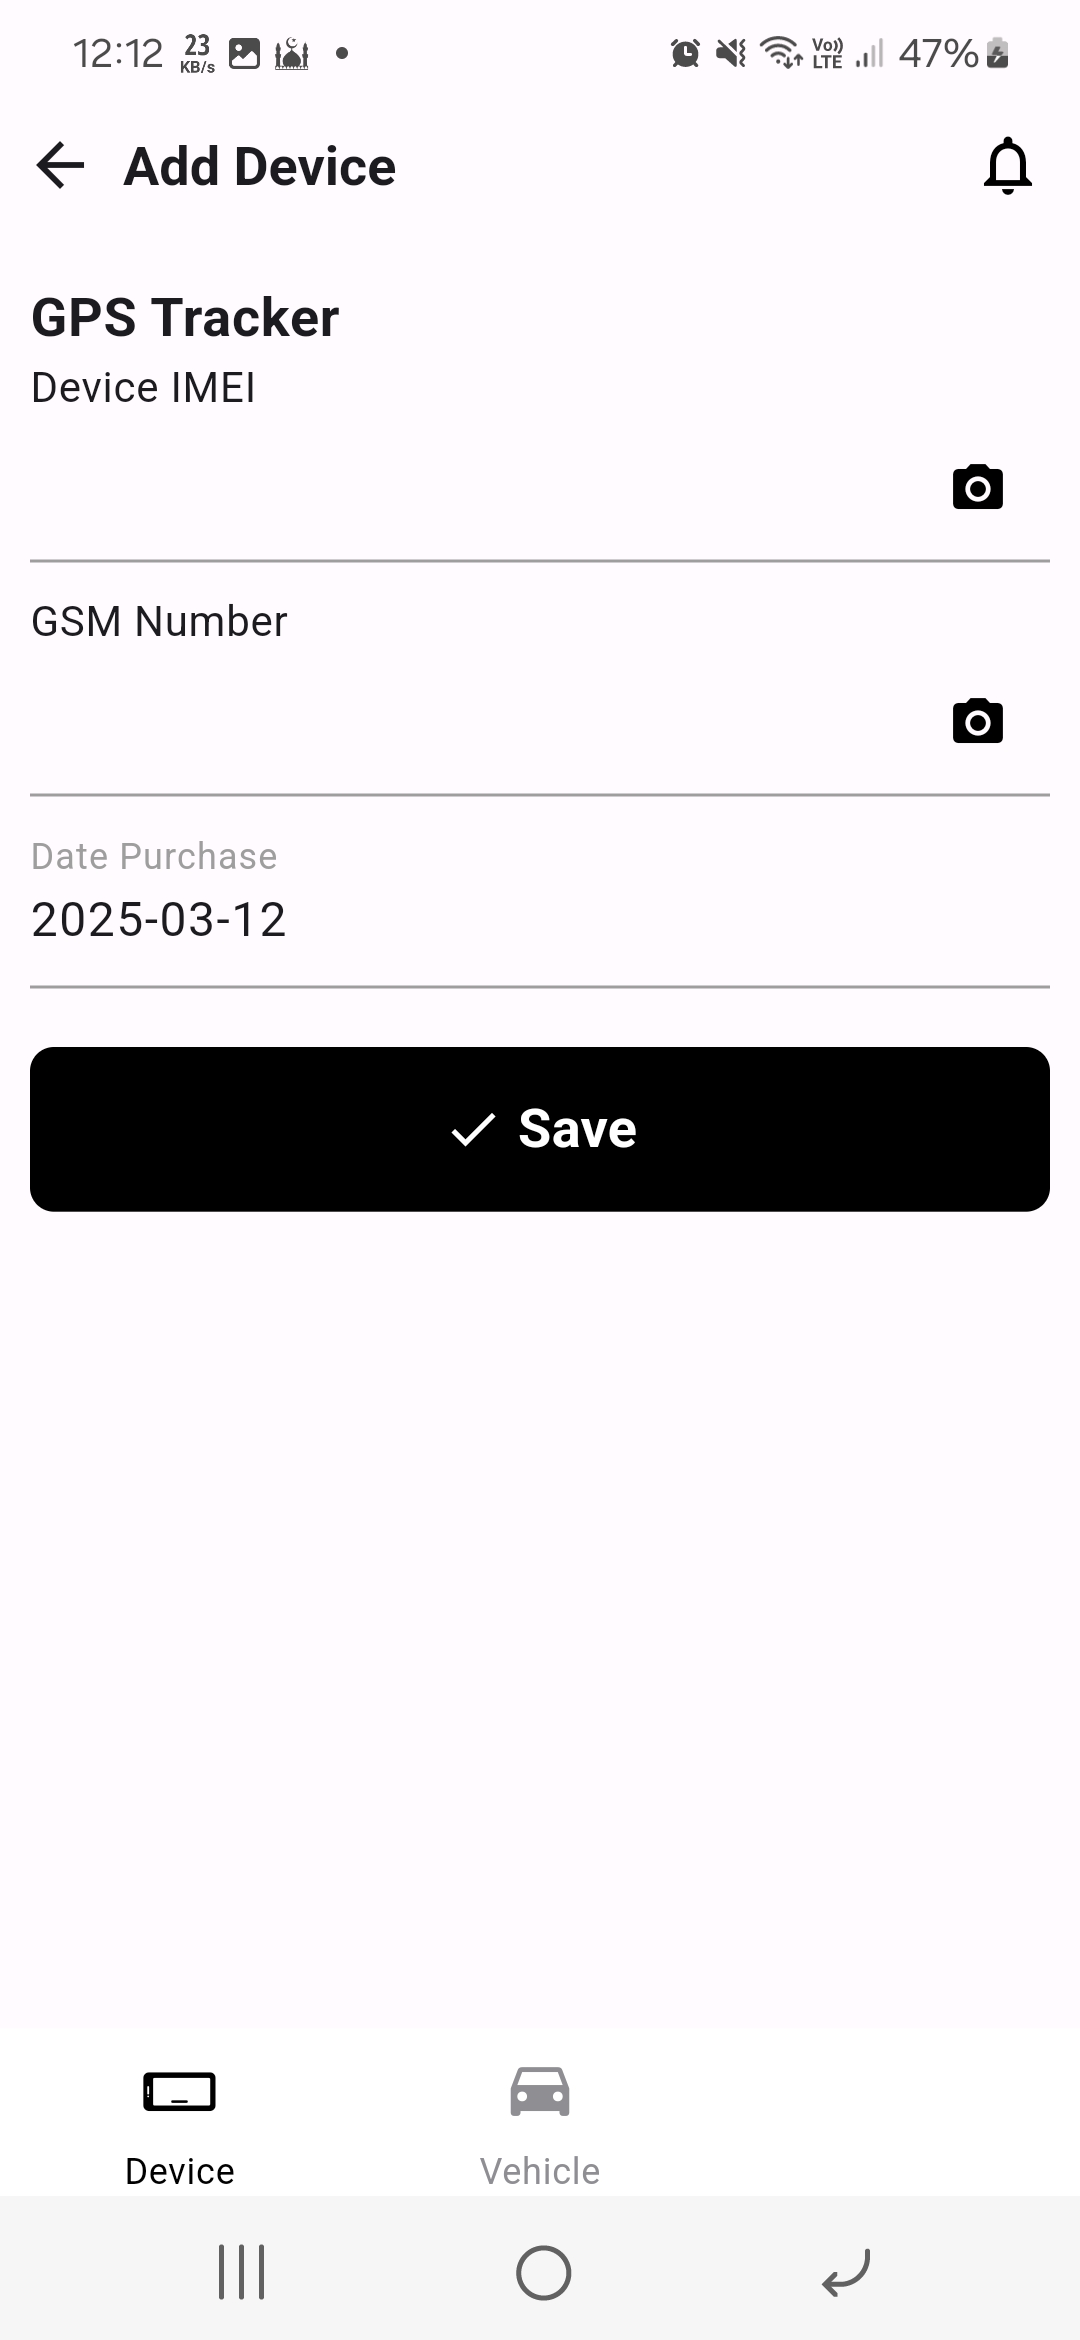 12:12 23 KB/s Vo)) LTE 47%
Add Device
GPS Tracker
Device IMEI
GSM Number
Date Purchase
2025-03-12
Save
Device Vehicle